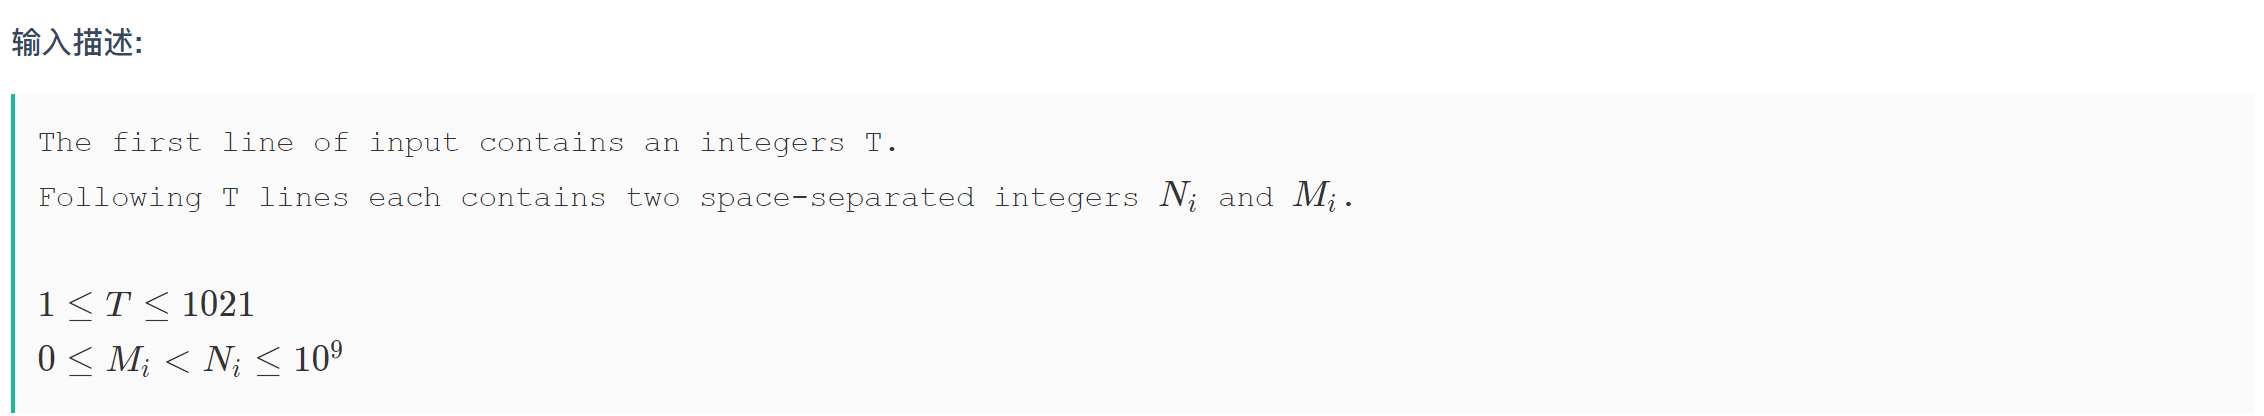 输入描述:
The first line of input contains an integers T.
Following T lines each contains two space-separated integers $N_i$ and $M_i$.
$1 \leq T \leq 1021$
$0 \leq M_i < N_i \leq 10^9$